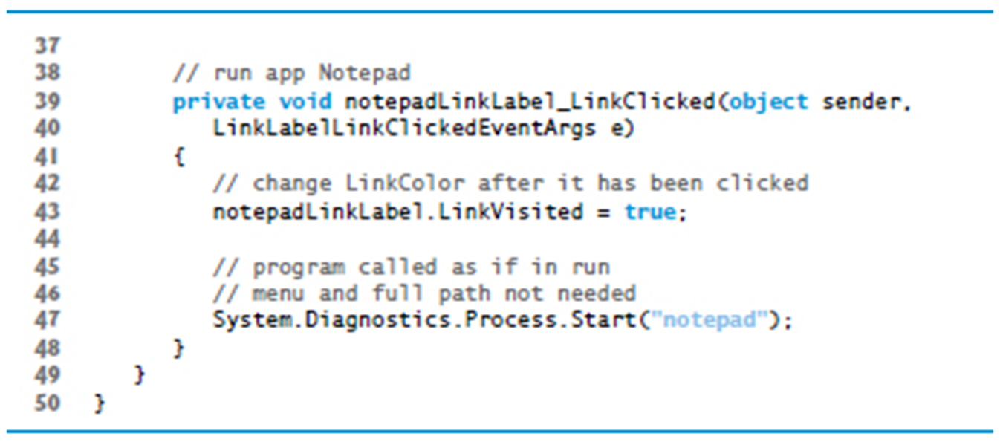 37
38 // run app Notepad
39 private void notepadLinkLabel_LinkClicked(object sender,
40 LinkLabelLinkClickedEventArgs e)
41 {
42 // change LinkColor after it has been clicked
43 notepadLinkLabel.LinkVisited = true;
44
45 // program called as if in run
46 // menu and full path not needed
47 System.Diagnostics.Process.Start("notepad");
48 }
49 }
50 }